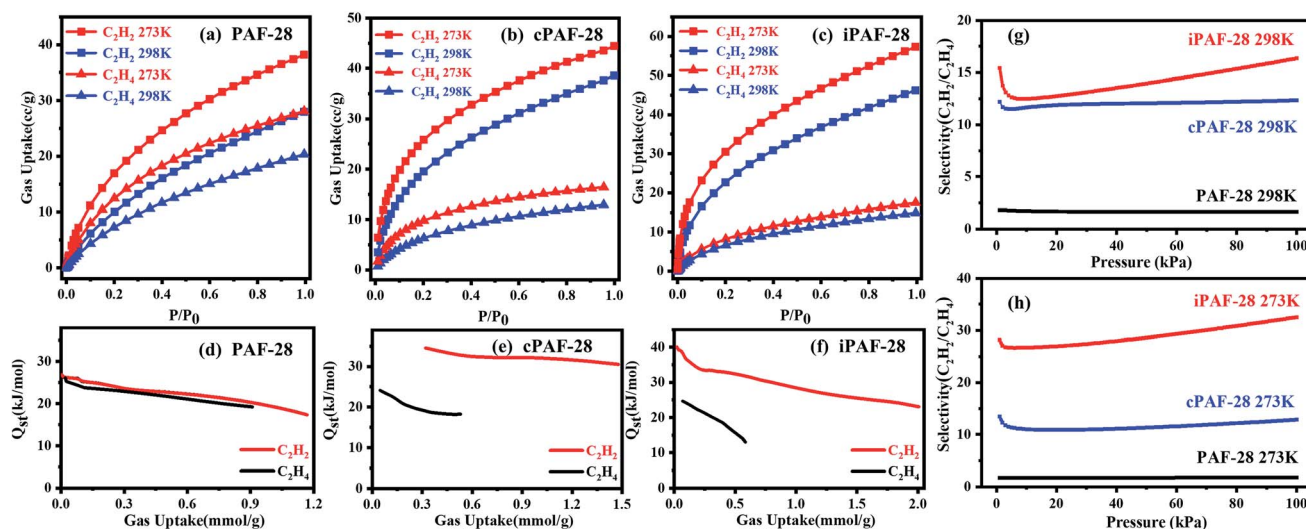 (a) PAF-28
C₂H₂ 273K
C₂H₂ 298K
C₂H₄ 273K
C₂H₄ 298K
Gas Uptake(cc/g)
40
30
20
10
0
0.0 0.2 0.4 0.6 0.8 1.0
P/P₀
(b) cPAF-28
C₂H₂ 273K
C₂H₂ 298K
C₂H₄ 273K
C₂H₄ 298K
Gas Uptake(cc/g)
50
40
30
20
10
0
0.0 0.2 0.4 0.6 0.8 1.0
P/P₀
(c) iPAF-28
C₂H₂ 273K
C₂H₂ 298K
C₂H₄ 273K
C₂H₄ 298K
Gas Uptake(cc/g)
60
50
40
30
20
10
0
0.0 0.2 0.4 0.6 0.8 1.0
P/P₀
(g)
iPAF-28 298K
cPAF-28 298K
PAF-28 298K
Selectivity(C₂H₂/C₂H₄)
20
15
10
5
0
0 20 40 60 80 100
Pressure (kPa)
(d) PAF-28
Qst(kJ/mol)
30
20
10
0
C₂H₂
C₂H₄
0.0 0.3 0.6 0.9 1.2
Gas Uptake(mmol/g)
(e) cPAF-28
Qst(kJ/mol)
30
20
10
0
C₂H₂
C₂H₄
0.0 0.5 1.0 1.5
Gas Uptake(mmol/g)
(f) iPAF-28
Qst(kJ/mol)
40
30
20
10
0
C₂H₂
C₂H₄
0.0 0.5 1.0 1.5 2.0
Gas Uptake(mmol/g)
(h)
iPAF-28 273K
cPAF-28 273K
PAF-28 273K
Selectivity(C₂H₂/C₂H₄)
40
30
20
10
0
0 20 40 60 80 100
Pressure (kPa)